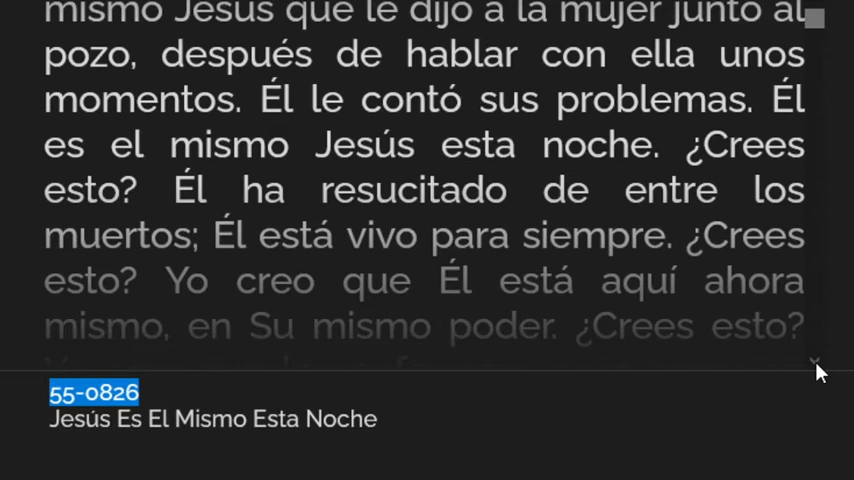 mismo Jesús que le dijo a la mujer junto al
pozo, después de hablar con ella unos
momentos. Él le contó sus problemas. Él
es el mismo Jesús esta noche. ¿Crees
esto? Él ha resucitado de entre los
muertos; Él está vivo para siempre. ¿Crees
esto? Yo creo que Él está aquí ahora
mismo, en Su mismo poder. ¿Crees esto?
55-0826
Jesús Es El Mismo Esta Noche